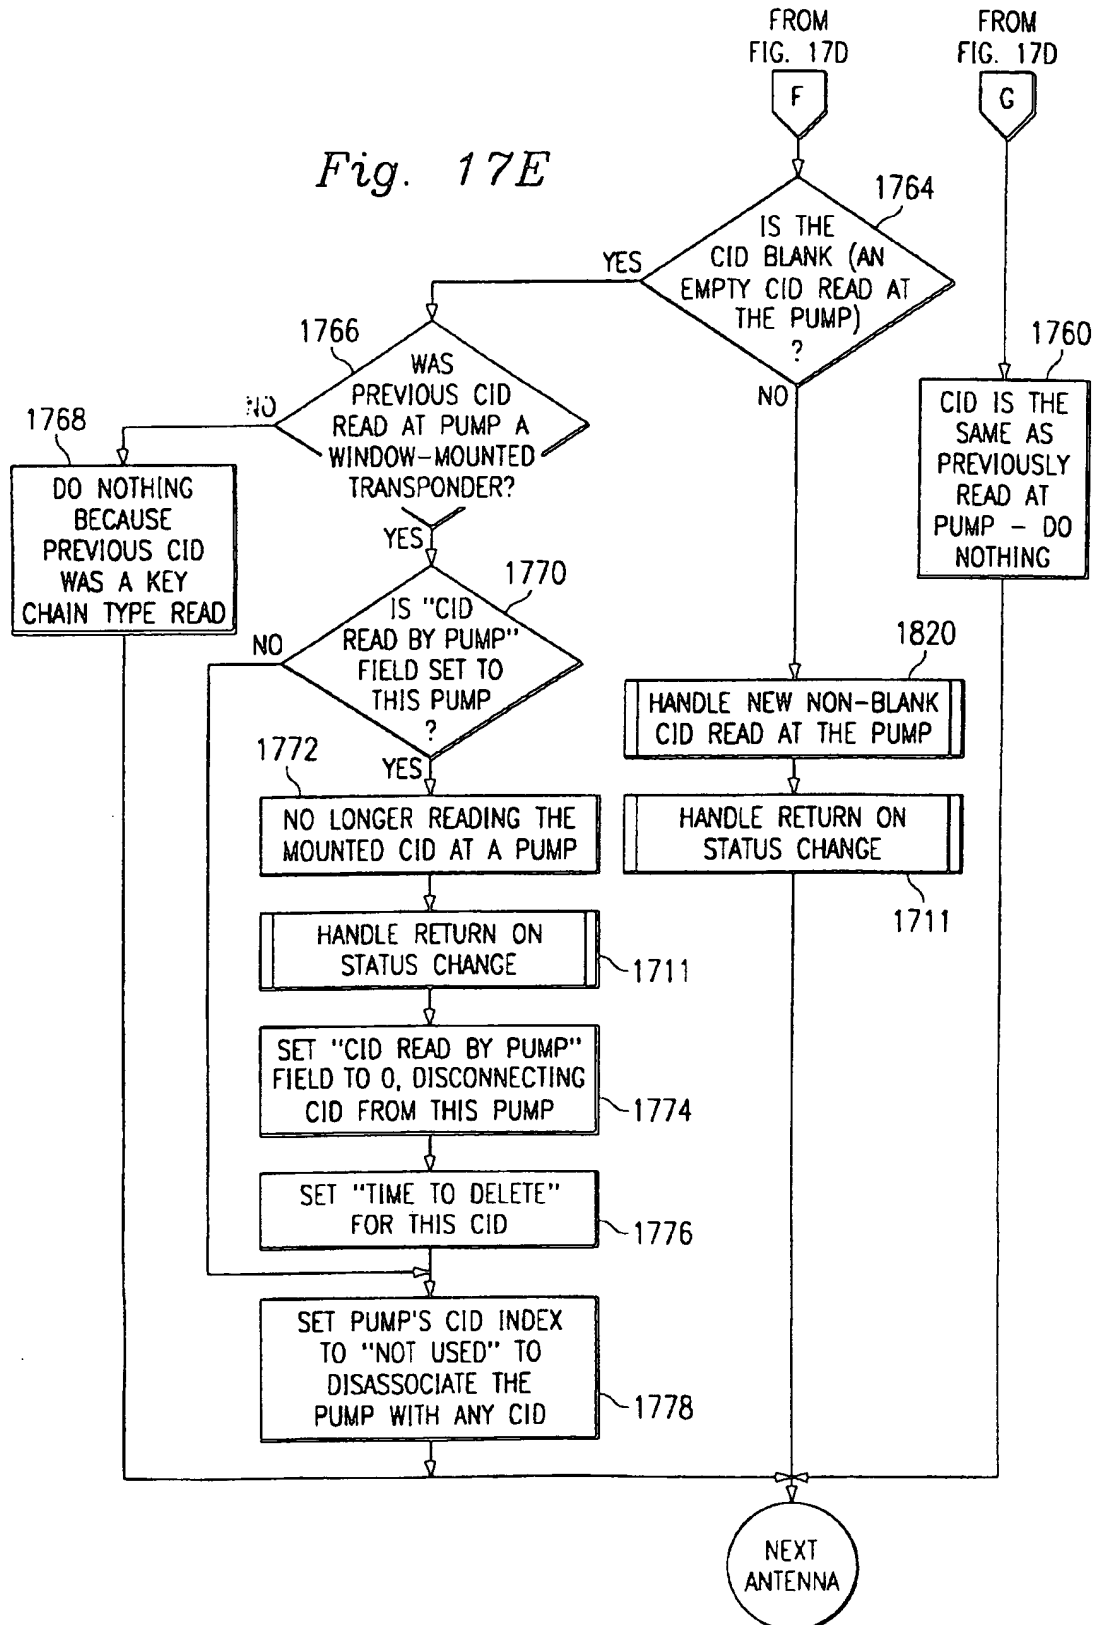 FROM
FIG. 17D
F
FROM
FIG. 17D
G
Fig. 17E
1764
IS THE
CID BLANK (AN
EMPTY CID READ AT
THE PUMP)
?
YES
NO
1766
WAS
PREVIOUS CID
READ AT PUMP A
WINDOW-MOUNTED
TRANSPONDER?
NO
YES
1760
CID IS THE
SAME AS
PREVIOUSLY
READ AT
PUMP - DO
NOTHING
1768
DO NOTHING
BECAUSE
PREVIOUS CID
WAS A KEY
CHAIN TYPE READ
1770
IS "CID
READ BY PUMP"
FIELD SET TO
THIS PUMP
?
NO
YES
1820
HANDLE NEW NON-BLANK
CID READ AT THE PUMP
1772
NO LONGER READING THE
MOUNTED CID AT A PUMP
HANDLE RETURN ON
STATUS CHANGE
1711
HANDLE RETURN ON
STATUS CHANGE
1711
SET "CID READ BY PUMP"
FIELD TO 0, DISCONNECTING
CID FROM THIS PUMP
1774
SET "TIME TO DELETE"
FOR THIS CID
1776
SET PUMP'S CID INDEX
TO "NOT USED" TO
DISASSOCIATE THE
PUMP WITH ANY CID
1778
NEXT
ANTENNA